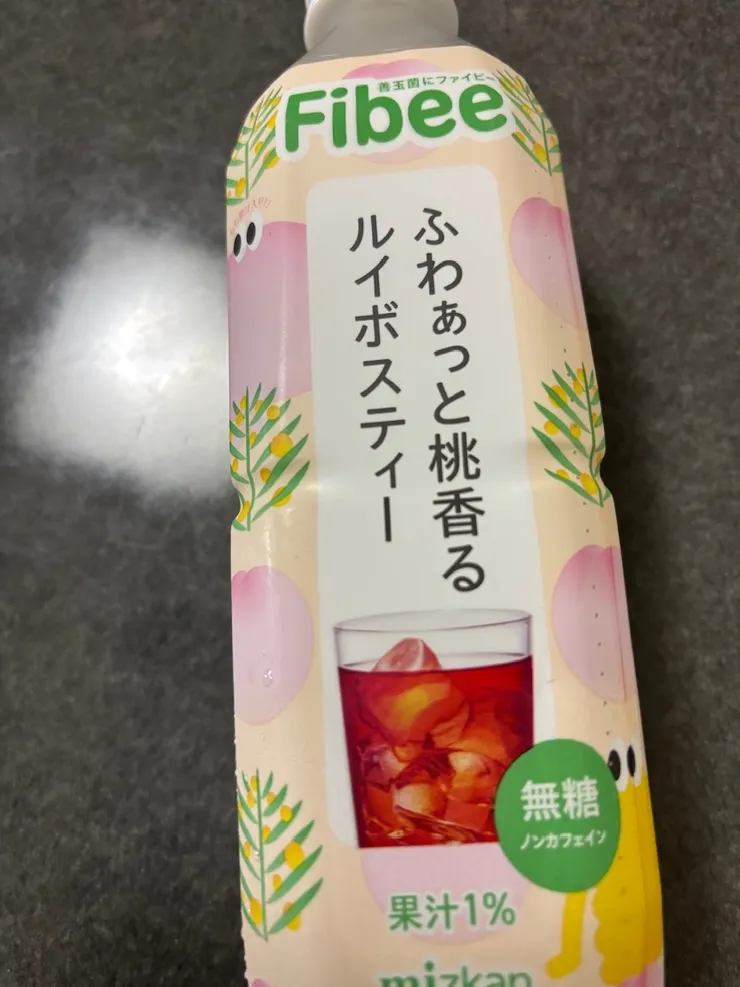 善玉菌にファイビー
Fibee
ふわぁっと桃香る
ルイボスティー
無糖
ノンカフェイン
果汁1%
mizkan